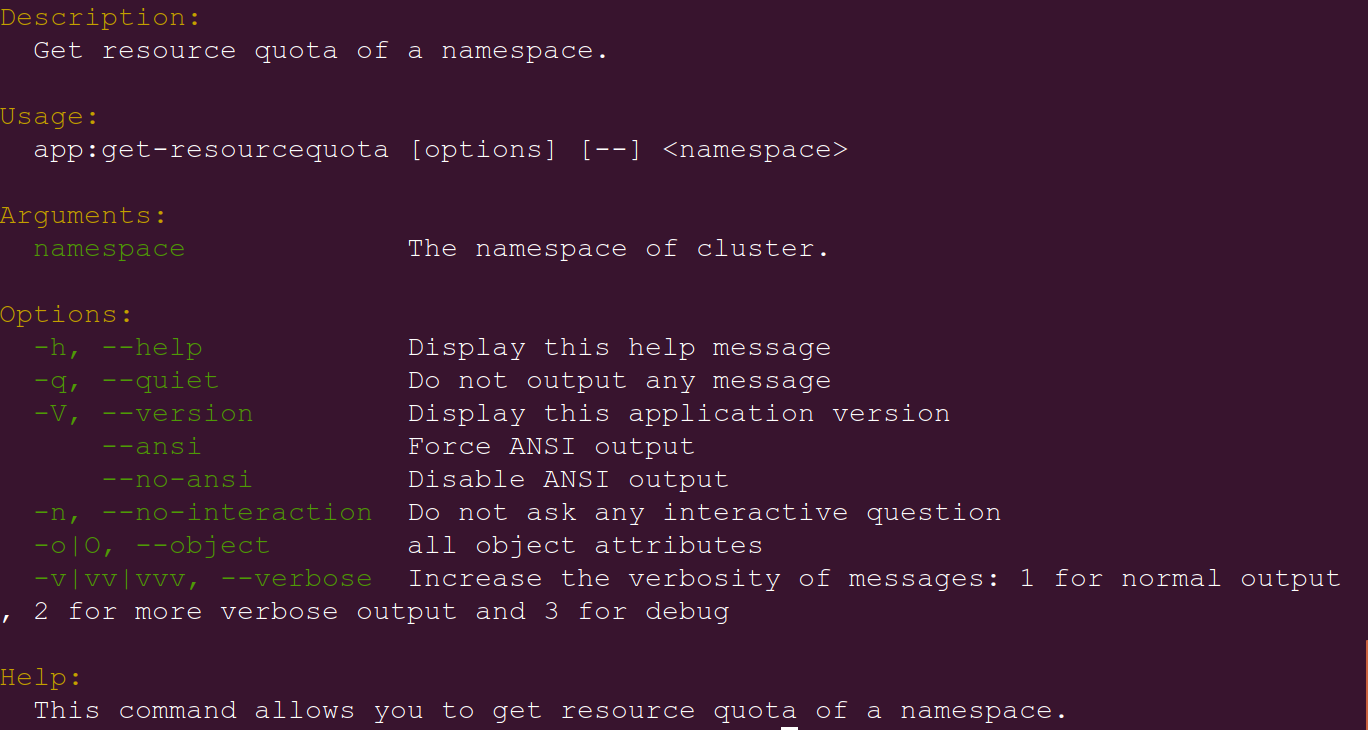 Description:
  Get resource quota of a namespace.

Usage:
  app:get-resourcequota [options] [--] <namespace>

Arguments:
  namespace             The namespace of cluster.

Options:
  -h, --help            Display this help message
  -q, --quiet           Do not output any message
  -V, --version         Display this application version
      --ansi            Force ANSI output
      --no-ansi         Disable ANSI output
  -n, --no-interaction  Do not ask any interactive question
  -o|O, --object        all object attributes
  -v|vv|vvv, --verbose  Increase the verbosity of messages: 1 for normal output
, 2 for more verbose output and 3 for debug

Help:
  This command allows you to get resource quota of a namespace.